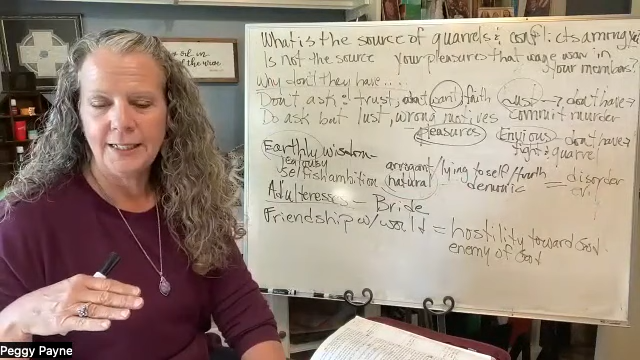 What is the source of quarrels & conflicts among you?
Is not the source your pleasures that wage war in your members?
Why don't they have....
Don't ask: trust, want faith
Lust → don't have →
commit murder
Do ask but lust, wrong motives
pleasures
Envious don't have →
fight & quarrel
Earthly wisdom
jealousy
selfish ambition
arrogant/lying to self/truth
natural demonic = disorder
evil
Adulteresses - Bride
Friendship w/ world = hostility toward God
enemy of God
oil in
Peggy Payne